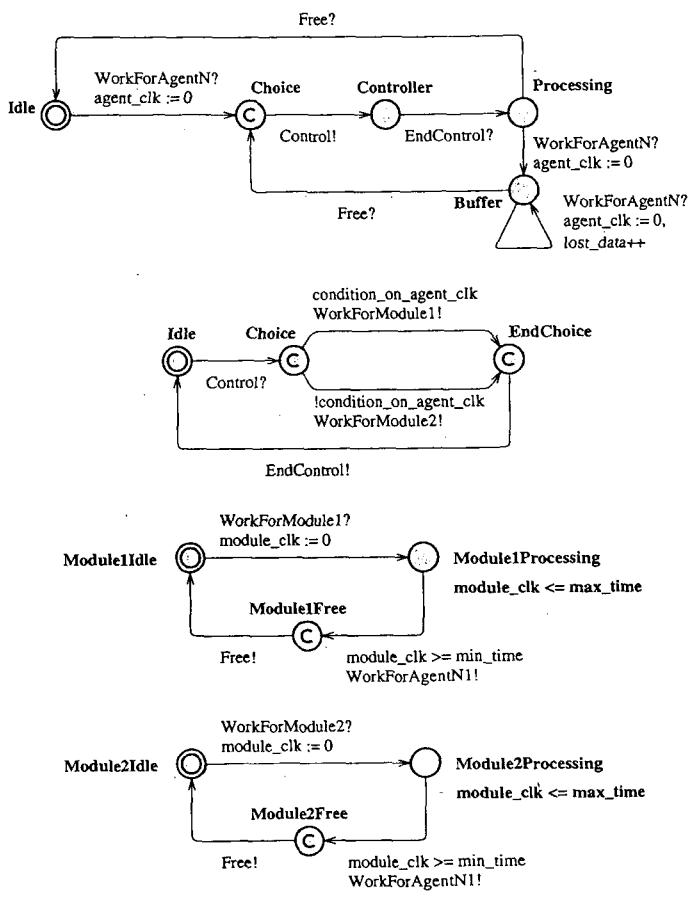 Free?
WorkForAgentN?
agent_clk := 0
Idle
Choice
Controller
Processing
C
Control!
EndControl?
WorkForAgentN?
agent_clk := 0
Buffer
Free?
WorkForAgentN?
agent_clk := 0,
lost_data++
condition_on_agent_clk
WorkForModule1!
Idle
Choice
EndChoice
C
C
Control?
!condition_on_agent_clk
WorkForModule2!
EndControl!
WorkForModule1?
module_clk := 0
Module1Idle
Module1Processing
module_clk <= max_time
Module1Free
C
Free!
module_clk >= min_time
WorkForAgentN1!
WorkForModule2?
module_clk := 0
Module2Idle
Module2Processing
module_clk <= max_time
Module2Free
C
Free!
module_clk >= min_time
WorkForAgentN1!